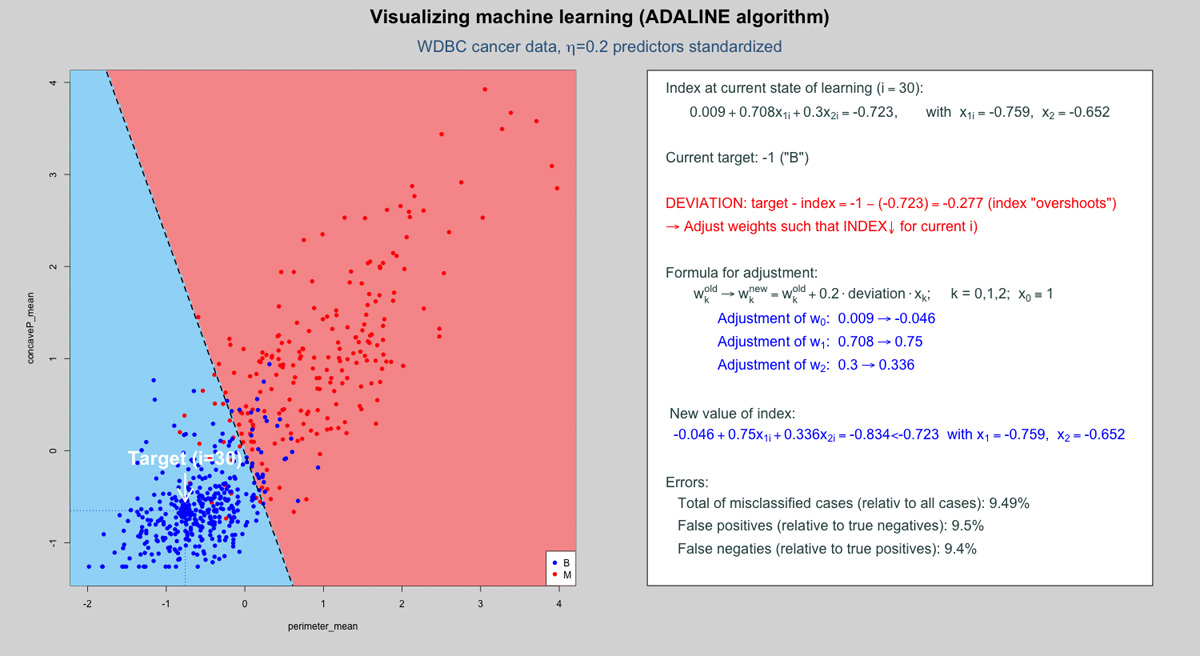 Visualizing machine learning (ADALINE algorithm)
WDBC cancer data, η=0.2 predictors standardized
concaveP_mean
4
3
2
1
0
-1
Target (i=30)
B
M
-2 -1 0 1 2 3 4
perimeter_mean
Index at current state of learning (i = 30):
0.009 + 0.708x1i + 0.3x2i = -0.723, with x1i = -0.759, x2 = -0.652
Current target: -1 ("B")
DEVIATION: target - index = -1 − (-0.723) = -0.277 (index "overshoots")
→ Adjust weights such that INDEX↓ for current i)
Formula for adjustment:
wk^old → wk^new = wk^old + 0.2 · deviation · xk; k = 0,1,2; x0 ≡ 1
Adjustment of w0: 0.009 → -0.046
Adjustment of w1: 0.708 → 0.75
Adjustment of w2: 0.3 → 0.336
New value of index:
-0.046 + 0.75x1i + 0.336x2i = -0.834<-0.723 with x1 = -0.759, x2 = -0.652
Errors:
Total of misclassified cases (relativ to all cases): 9.49%
False positives (relative to true negatives): 9.5%
False negaties (relative to true positives): 9.4%